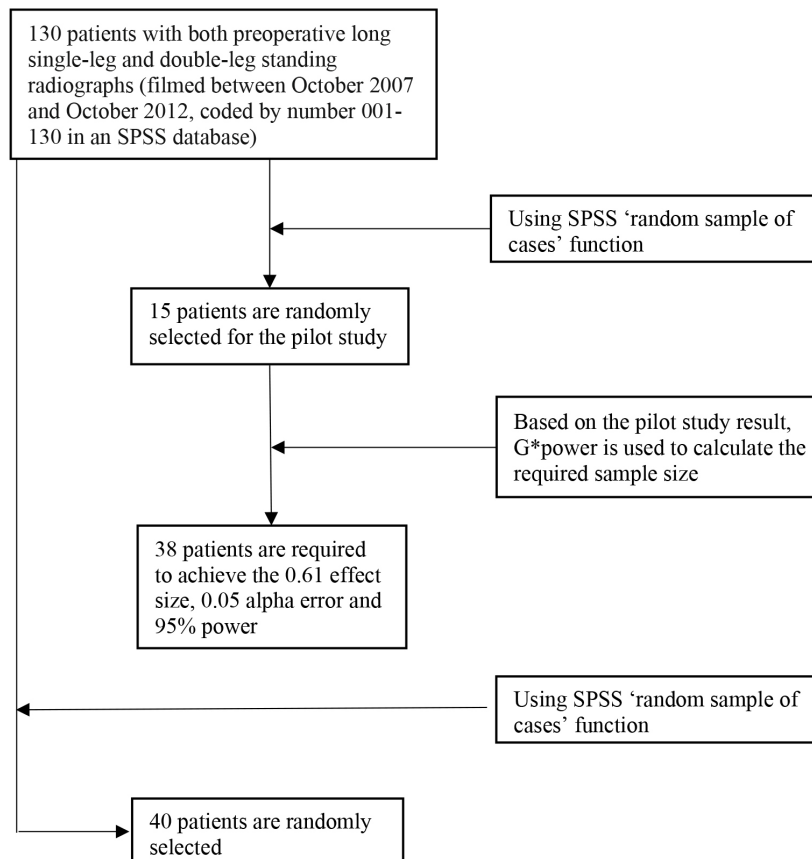 130 patients with both preoperative long
single-leg and double-leg standing
radiographs (filmed between October 2007
and October 2012, coded by number 001-
130 in an SPSS database)
Using SPSS ‘random sample of
cases’ function
15 patients are randomly
selected for the pilot study
Based on the pilot study result,
G*power is used to calculate the
required sample size
38 patients are required
to achieve the 0.61 effect
size, 0.05 alpha error and
95% power
Using SPSS ‘random sample of
cases’ function
40 patients are randomly
selected